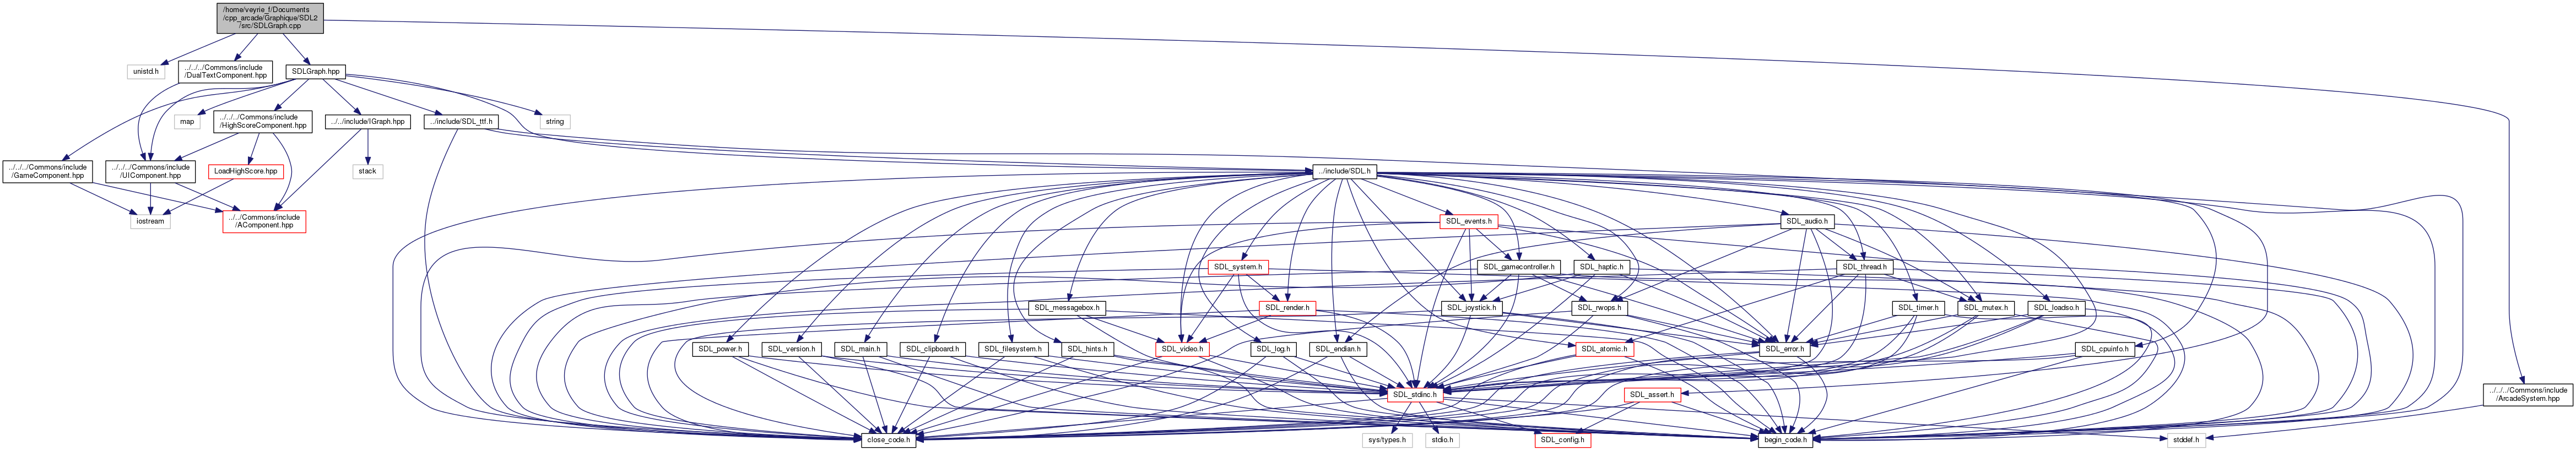 /home/veyrie_f/Documents
/cpp_arcade/Graphique/SDL2
/src/SDLGraph.cpp
unistd.h
../../../Commons/include
/DualTextComponent.hpp
SDLGraph.hpp
map
../../../Commons/include
/HighScoreComponent.hpp
../../include/IGraph.hpp
../include/SDL_ttf.h
string
../../../Commons/include
/GameComponent.hpp
../../../Commons/include
/UIComponent.hpp
LoadHighScore.hpp
stack
../include/SDL.h
iostream
../../Commons/include
/AComponent.hpp
SDL_events.h
SDL_audio.h
SDL_system.h
SDL_gamecontroller.h
SDL_haptic.h
SDL_thread.h
SDL_messagebox.h
SDL_render.h
SDL_joystick.h
SDL_rwops.h
SDL_timer.h
SDL_mutex.h
SDL_loadso.h
SDL_power.h
SDL_version.h
SDL_main.h
SDL_clipboard.h
SDL_filesystem.h
SDL_hints.h
SDL_video.h
SDL_log.h
SDL_endian.h
SDL_atomic.h
SDL_error.h
SDL_cpuinfo.h
SDL_stdinc.h
SDL_assert.h
../../../Commons/include
/ArcadeSystem.hpp
close_code.h
sys/types.h
stdio.h
SDL_config.h
begin_code.h
stddef.h